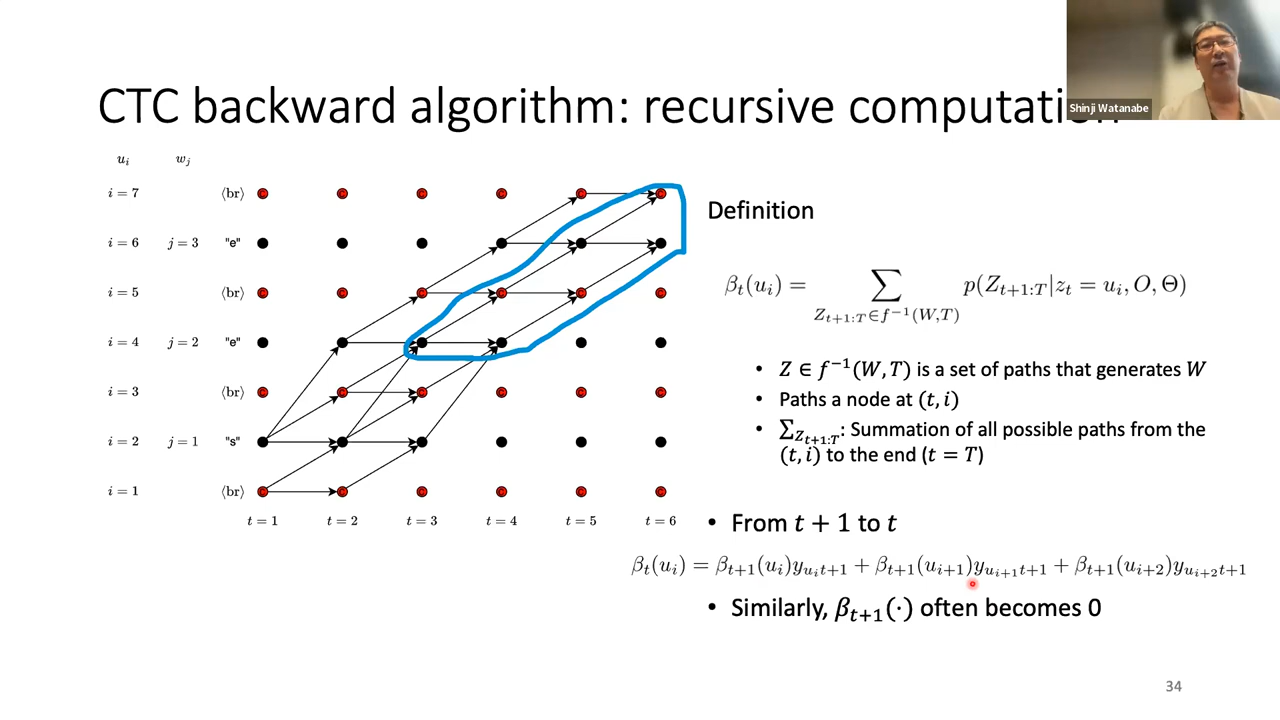 Shinji Watanabe
CTC backward algorithm: recursive computation
u_i w_j
i = 7 ⟨br⟩
i = 6 j = 3 "e"
i = 5 ⟨br⟩
i = 4 j = 2 "e"
i = 3 ⟨br⟩
i = 2 j = 1 "s"
i = 1 ⟨br⟩
t = 1 t = 2 t = 3 t = 4 t = 5 t = 6
Definition
β_t(u_i) = ∑_{Z_{t+1:T}∈f^{-1}(W,T)} p(Z_{t+1:T}|z_t = u_i, O, Θ)
• Z ∈ f^{-1}(W, T) is a set of paths that generates W
• Paths a node at (t, i)
• ∑_{Z_{t+1:T}}: Summation of all possible paths from the
(t, i) to the end (t = T)
• From t + 1 to t
β_t(u_i) = β_{t+1}(u_i)y_{u_i t+1} + β_{t+1}(u_{i+1})y_{u_{i+1} t+1} + β_{t+1}(u_{i+2})y_{u_{i+2} t+1}
• Similarly, β_{t+1}(·) often becomes 0
34